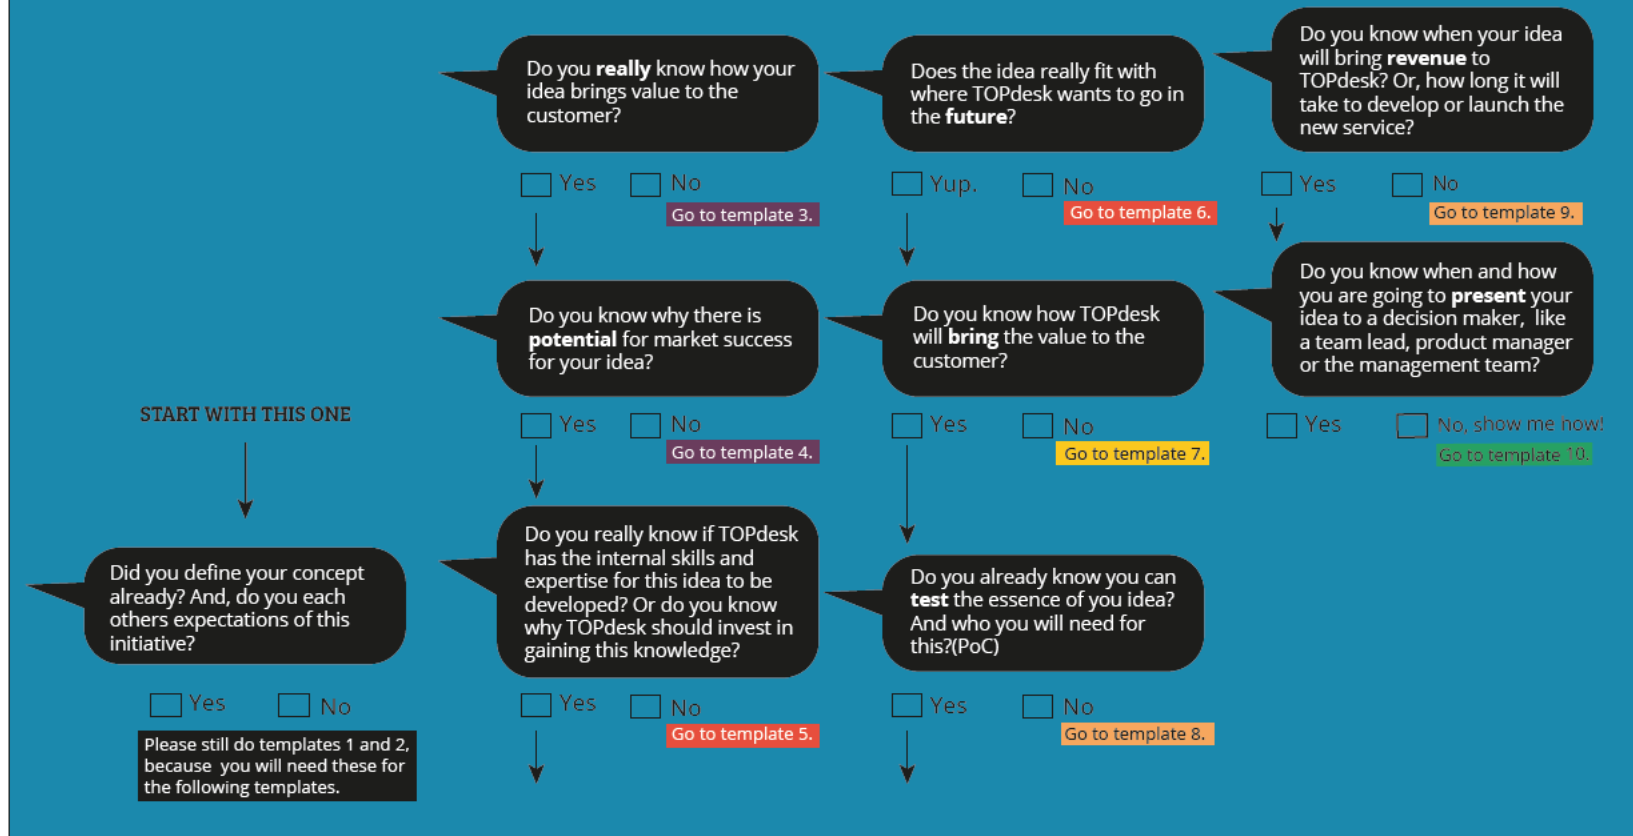 START WITH THIS ONE
Did you define your concept
already? And, do you each
others expectations of this
initiative?
Yes
No
Please still do templates 1 and 2,
because you will need these for
the following templates.
Do you really know how your
idea brings value to the
customer?
Yes
No
Go to template 3.
Do you know why there is
potential for market success
for your idea?
Yes
No
Go to template 4.
Do you really know if TOPdesk
has the internal skills and
expertise for this idea to be
developed? Or do you know
why TOPdesk should invest in
gaining this knowledge?
Yes
No
Go to template 5.
Does the idea really fit with
where TOPdesk wants to go in
the future?
Yup.
No
Go to template 6.
Do you know how TOPdesk
will bring the value to the
customer?
Yes
No
Go to template 7.
Do you already know you can
test the essence of you idea?
And who you will need for
this?(PoC)
Yes
No
Go to template 8.
Do you know when your idea
will bring revenue to
TOPdesk? Or, how long it will
take to develop or launch the
new service?
Yes
No
Go to template 9.
Do you know when and how
you are going to present your
idea to a decision maker, like
a team lead, product manager
or the management team?
Yes
No, show me how!
Go to template 10.